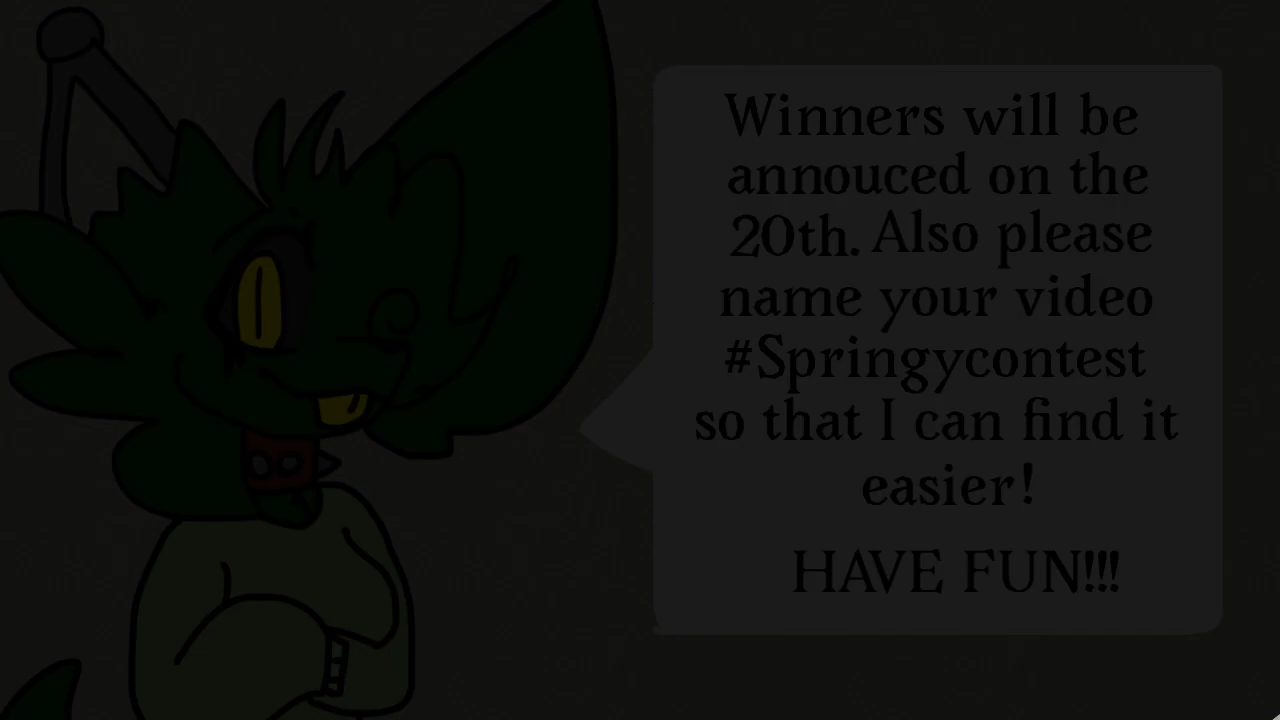 Winners will be
annouced on the
20th. Also please
name your video
#Springycontest
so that I can find it
easier!
HAVE FUN!!!